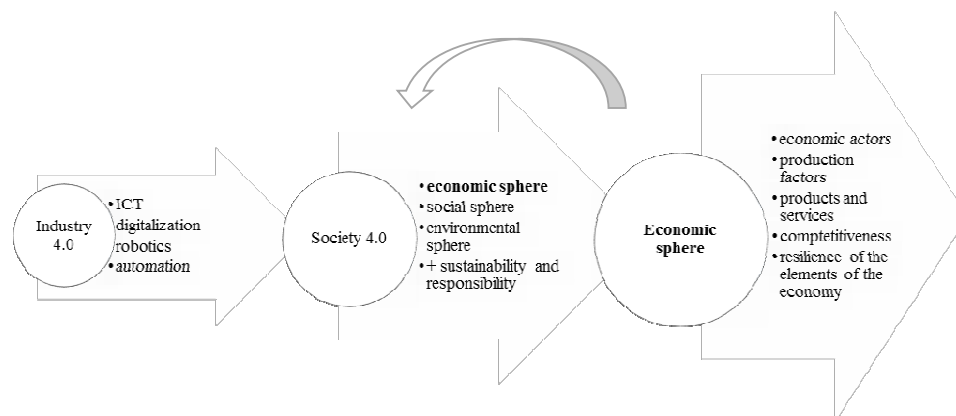 Industry
4.0
• ICT
digitalization
robotics
• automation
Society 4.0
• economic sphere
• social sphere
• environmental
sphere
• + sustainability and
responsibility
Economic
sphere
• economic actors
• production
factors
• products and
services
• comptetitiveness
• resilience of the
elements of the
economy